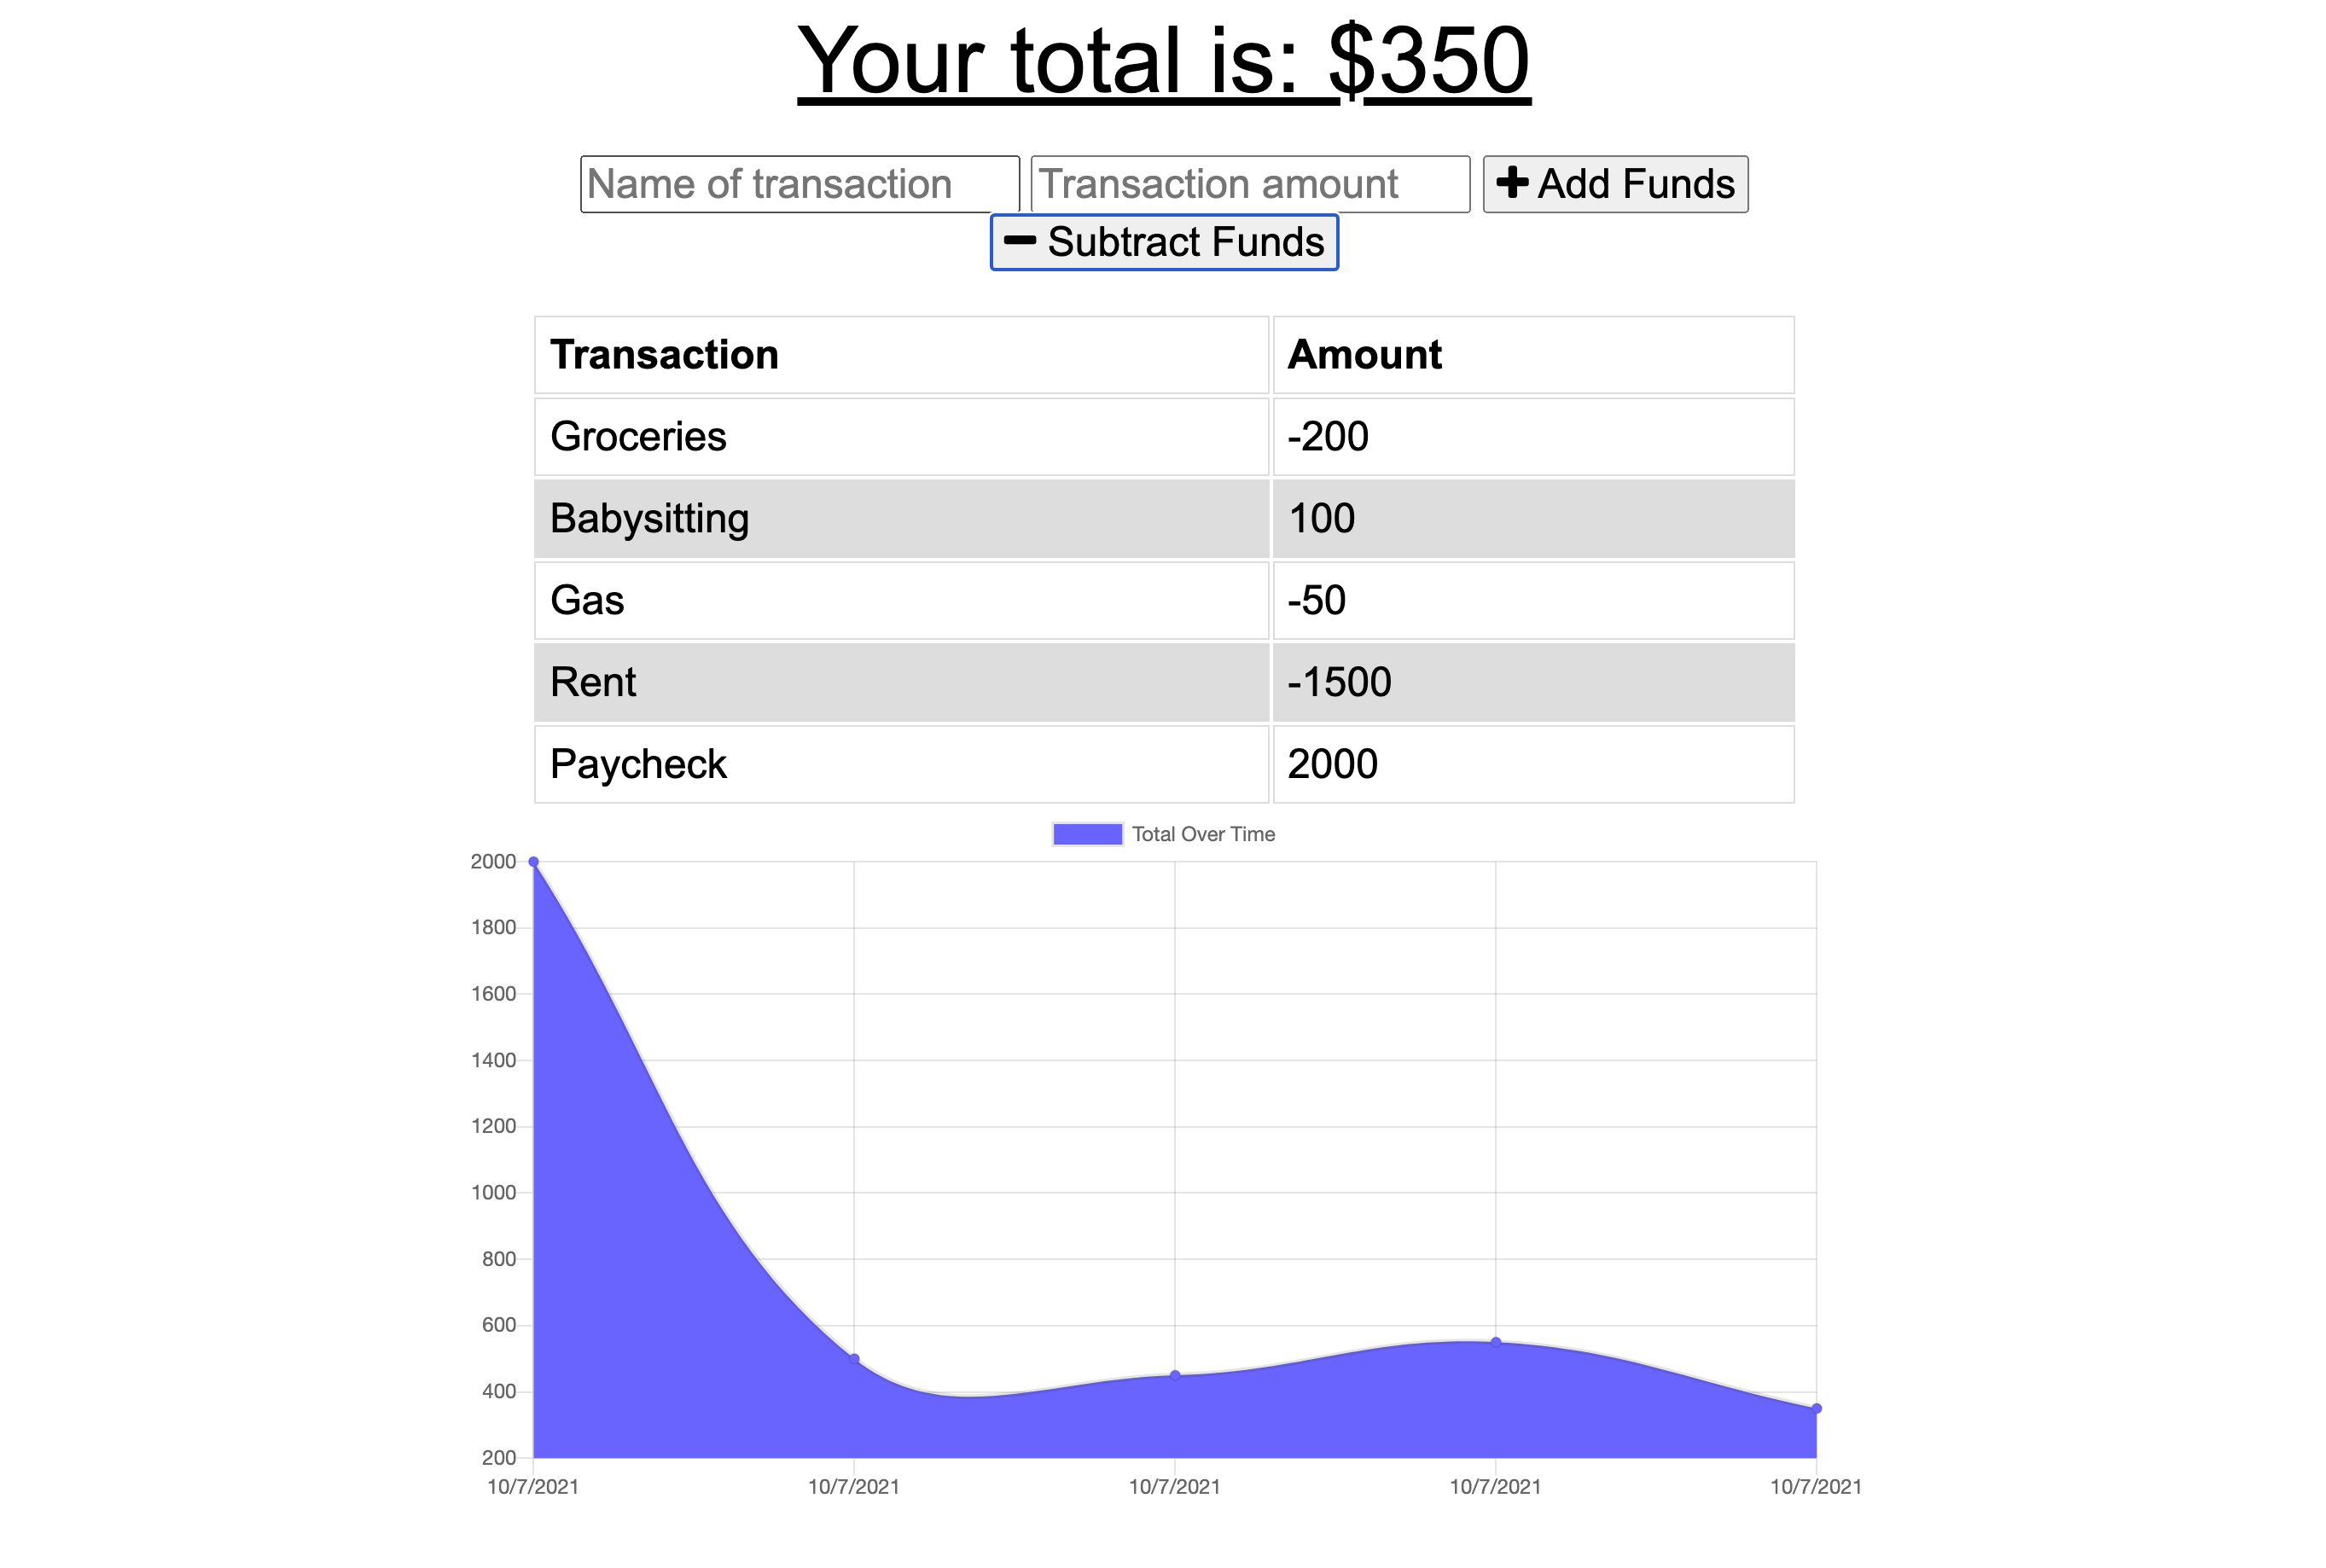 Your total is: $350
Name of transaction Transaction amount Add Funds
Subtract Funds
Transaction Amount
Groceries -200
Babysitting 100
Gas -50
Rent -1500
Paycheck 2000
Total Over Time
2000
1800
1600
1400
1200
1000
800
600
400
200
10/7/2021 10/7/2021 10/7/2021 10/7/2021 10/7/2021